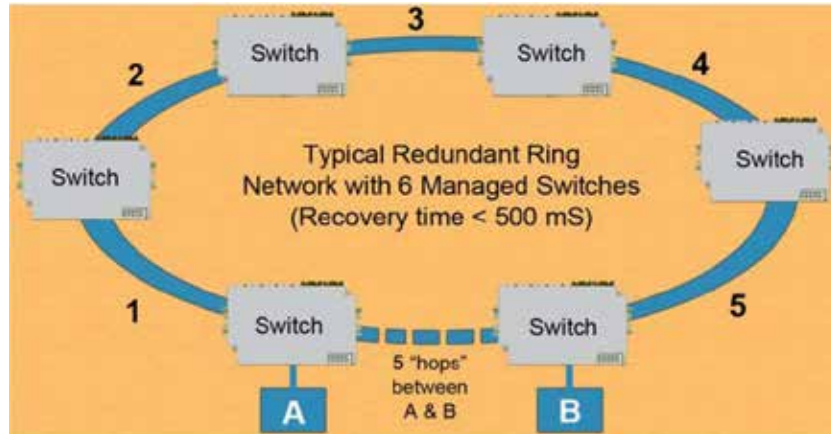 3
Switch
Switch
2
4
Switch
Switch
Typical Redundant Ring
Network with 6 Managed Switches
(Recovery time < 500 mS)
1
5
Switch
Switch
5 "hops"
between
A & B
A
B